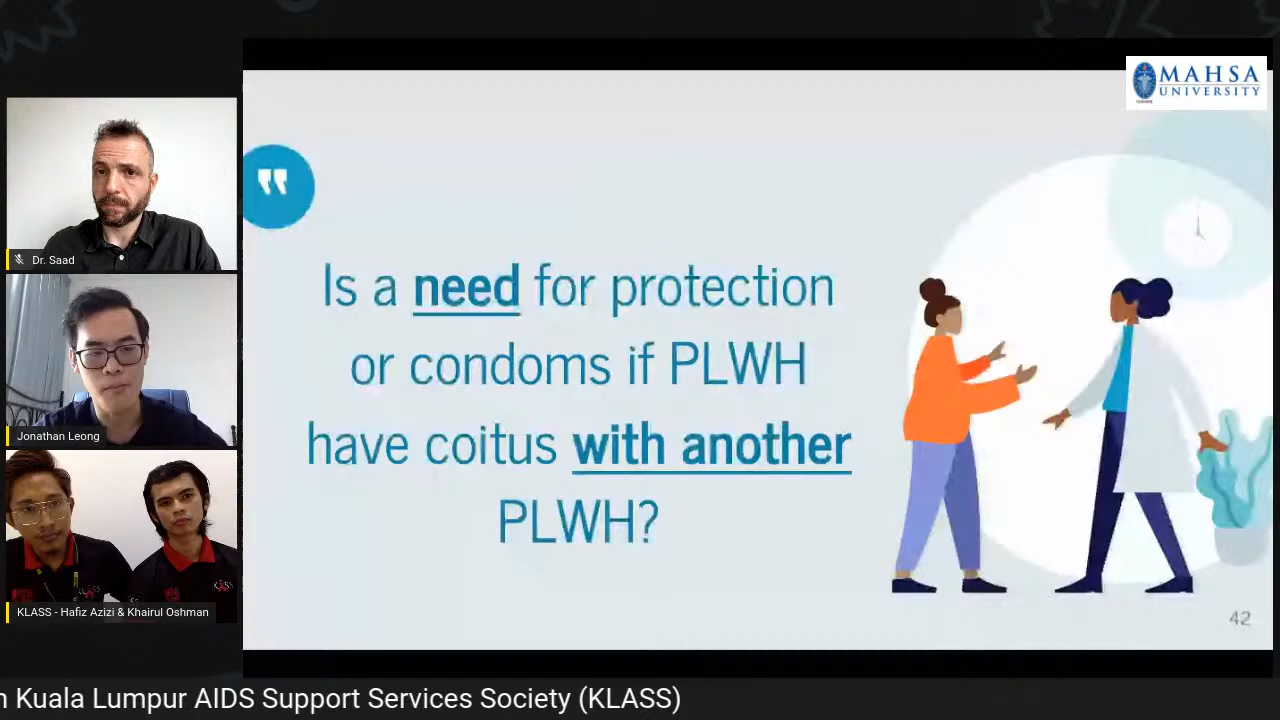 MAHSA
UNIVERSITY
Is a need for protection
or condoms if PLWH
have coitus with another
PLWH?
42
Dr. Saad
Jonathan Leong
KLASS - Hafiz Azizi & Khairul Oshman
n Kuala Lumpur AIDS Support Services Society (KLASS)